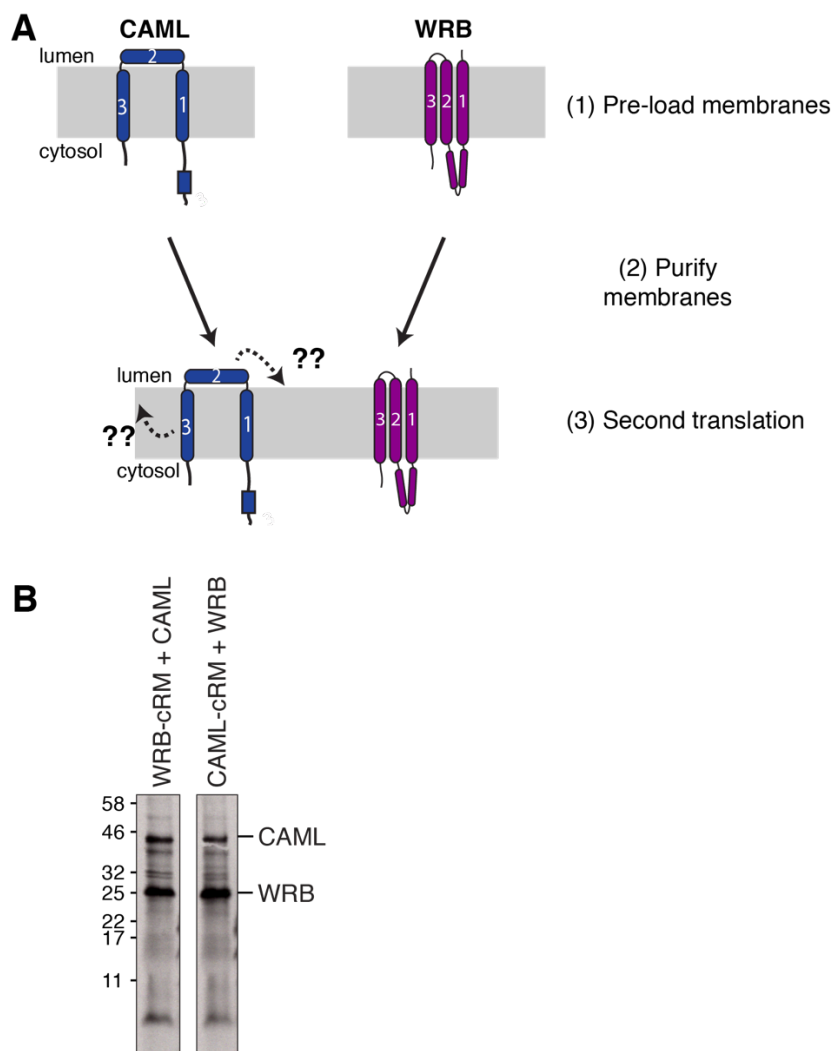 A
CAML
WRB
lumen
2
3
1
3
2
1
(1) Pre-load membranes
cytosol
3
(2) Purify
membranes
??
lumen
2
3
1
3
2
1
(3) Second translation
??
cytosol
3
B
WRB-cRM + CAML
CAML-cRM + WRB
58
46
CAML
32
25
WRB
22
17
11